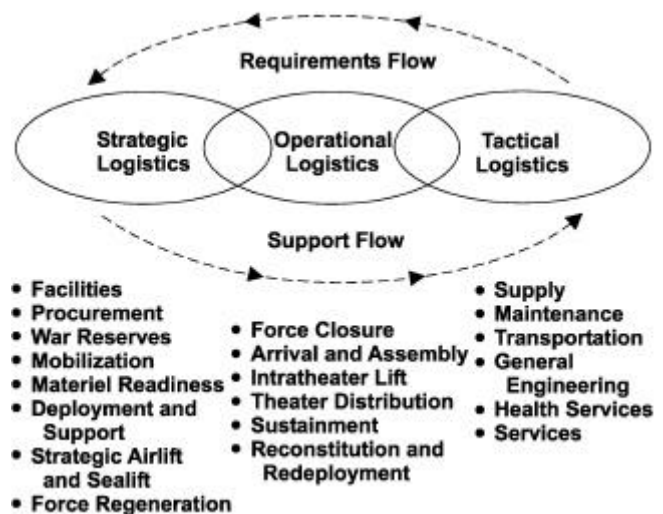 Requirements Flow
Strategic
Logistics
Operational
Logistics
Tactical
Logistics
Support Flow
• Facilities
• Procurement
• War Reserves
• Mobilization
• Materiel Readiness
• Deployment and
Support
• Strategic Airlift
and Sealift
• Force Regeneration
• Force Closure
• Arrival and Assembly
• Intratheater Lift
• Theater Distribution
• Sustainment
• Reconstitution and
Redeployment
• Supply
• Maintenance
• Transportation
• General
Engineering
• Health Services
• Services